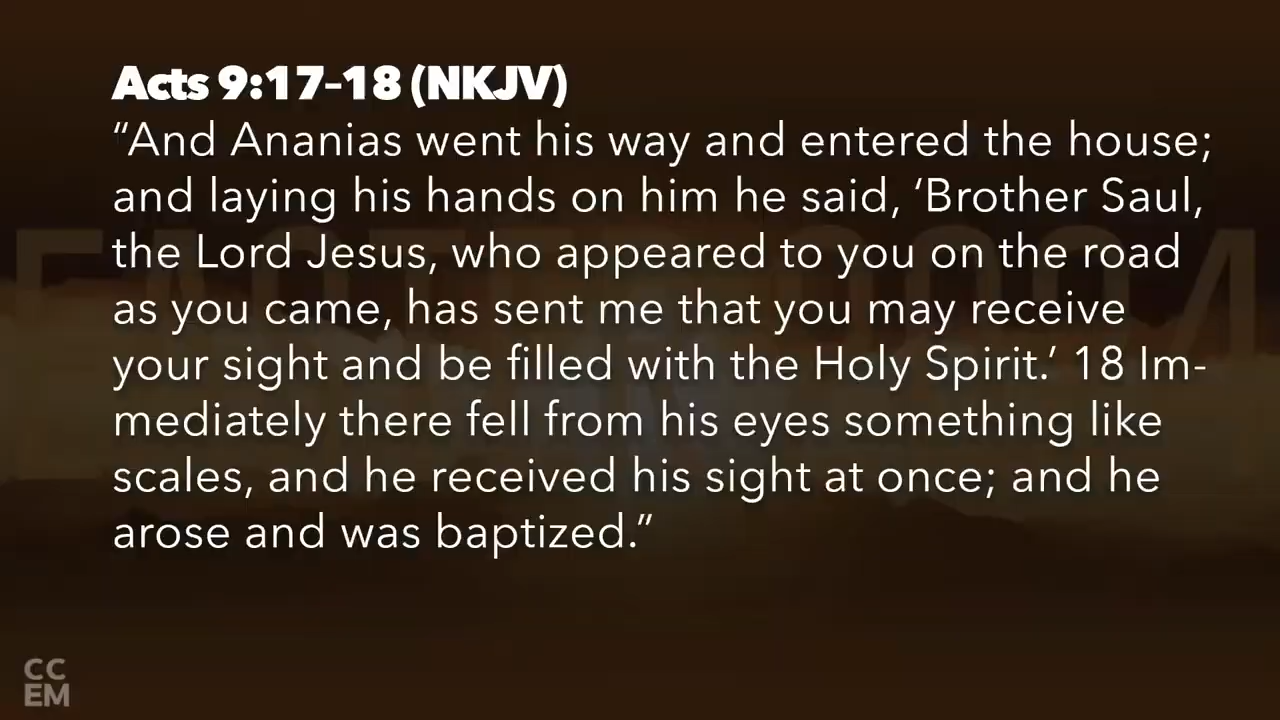 Acts 9:17–18 (NKJV)
“And Ananias went his way and entered the house;
and laying his hands on him he said, ‘Brother Saul,
the Lord Jesus, who appeared to you on the road
as you came, has sent me that you may receive
your sight and be filled with the Holy Spirit.’ 18 Im-
mediately there fell from his eyes something like
scales, and he received his sight at once; and he
arose and was baptized.”
CC
EM